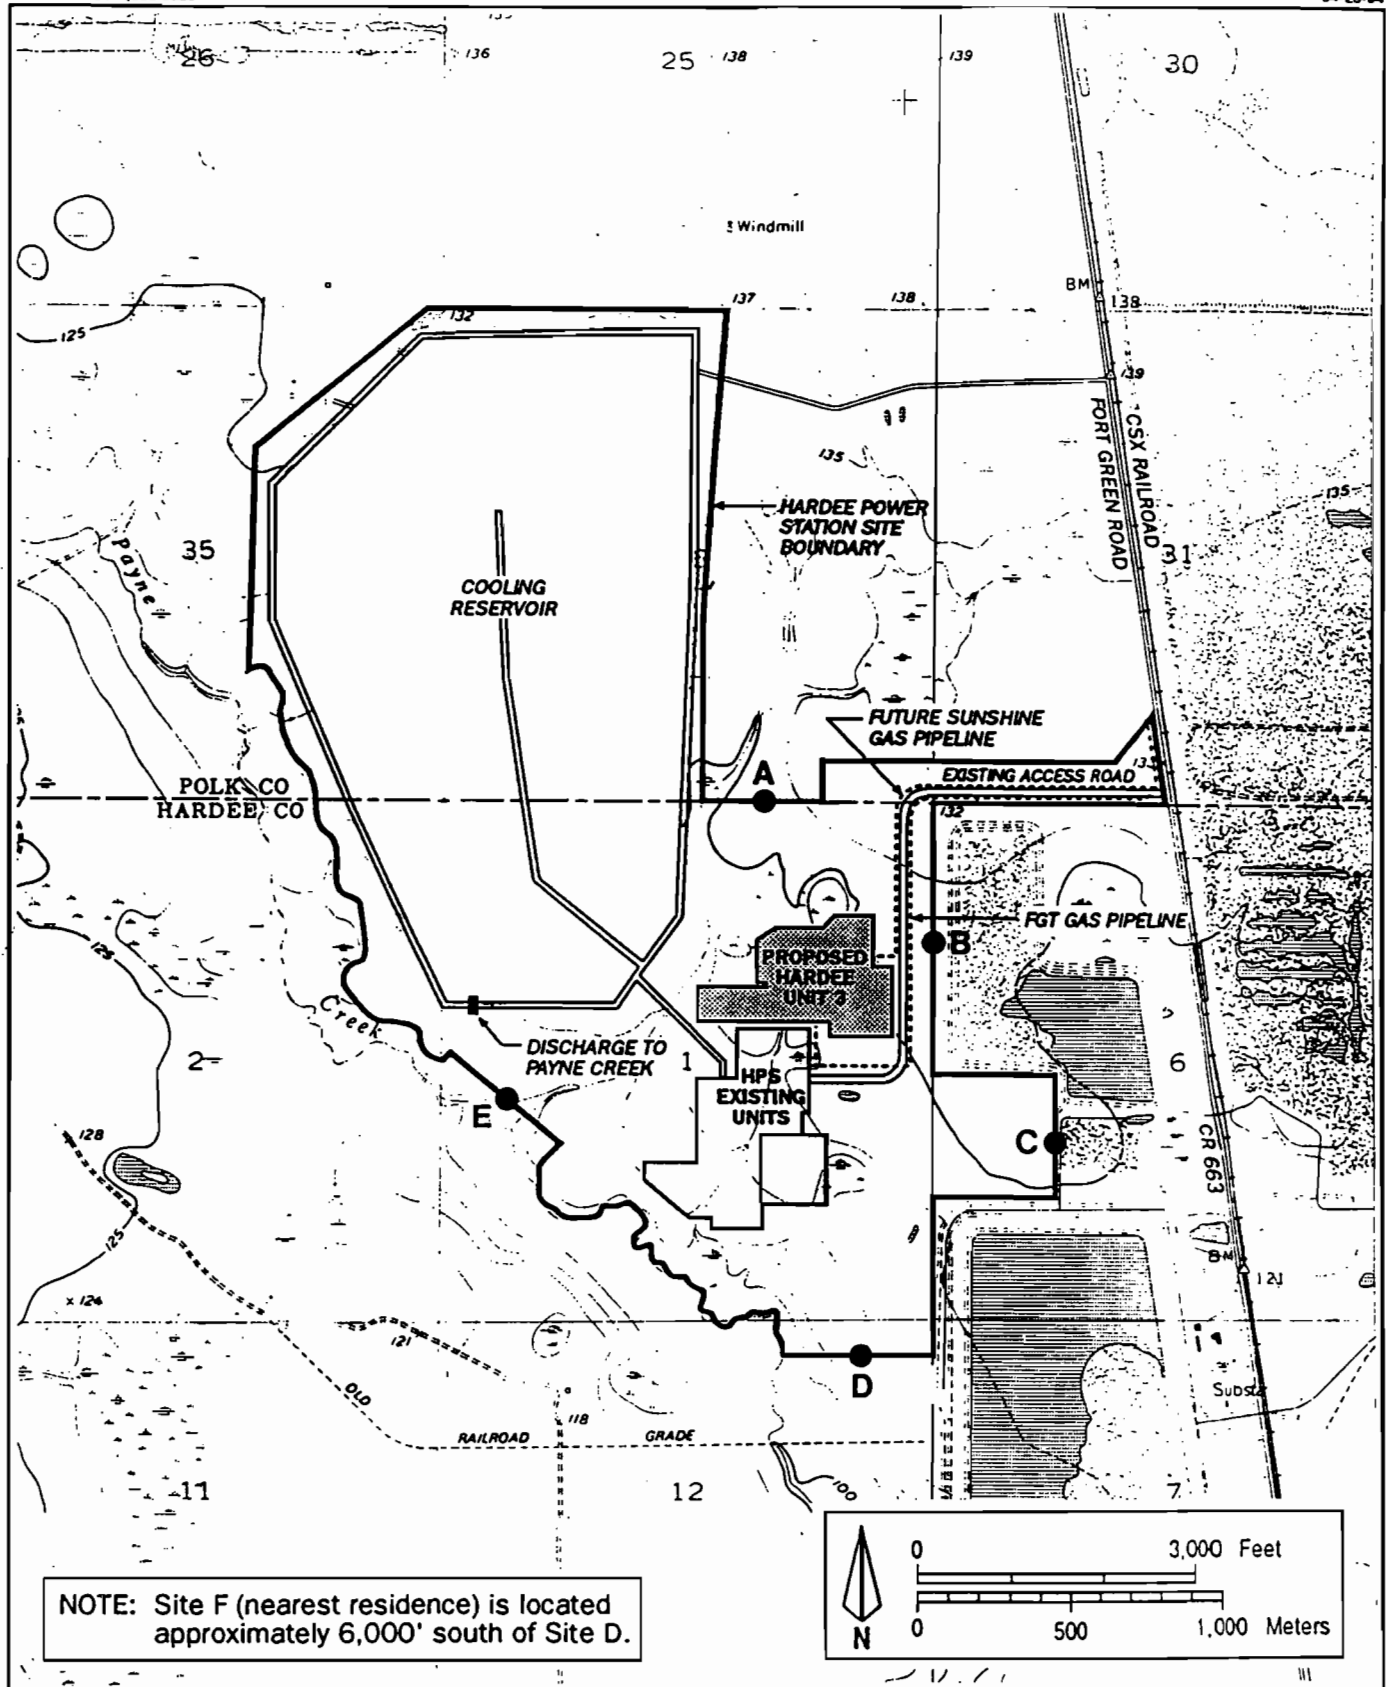 26
136
25
138
139
30
Windmill
137
138
BM
138
132
125
139
CSX RAILROAD
FORT GREEN ROAD
135
135
HARDEE POWER
STATION SITE
BOUNDARY
35
31
Payne
COOLING
RESERVOIR
FUTURE SUNSHINE
GAS PIPELINE
A
EXISTING ACCESS ROAD
POLK CO
HARDEE CO
132
FGT GAS PIPELINE
B
125
PROPOSED
HARDEE
UNIT 3
Creek
DISCHARGE TO
PAYNE CREEK
2
1
6
HPS
EXISTING
UNITS
E
C
CR 663
128
125
BM
121
x 124
121
D
OLD
RAILROAD
GRADE
118
Substa
11
12
7
100
NOTE: Site F (nearest residence) is located
approximately 6,000' south of Site D.
0
3,000 Feet
0
500
1,000 Meters
N